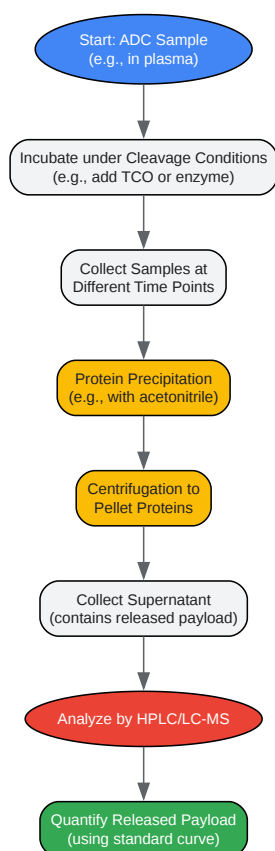 Start: ADC Sample
(e.g., in plasma)
Incubate under Cleavage Conditions
(e.g., add TCO or enzyme)
Collect Samples at
Different Time Points
Protein Precipitation
(e.g., with acetonitrile)
Centrifugation to
Pellet Proteins
Collect Supernatant
(contains released payload)
Analyze by HPLC/LC-MS
Quantify Released Payload
(using standard curve)